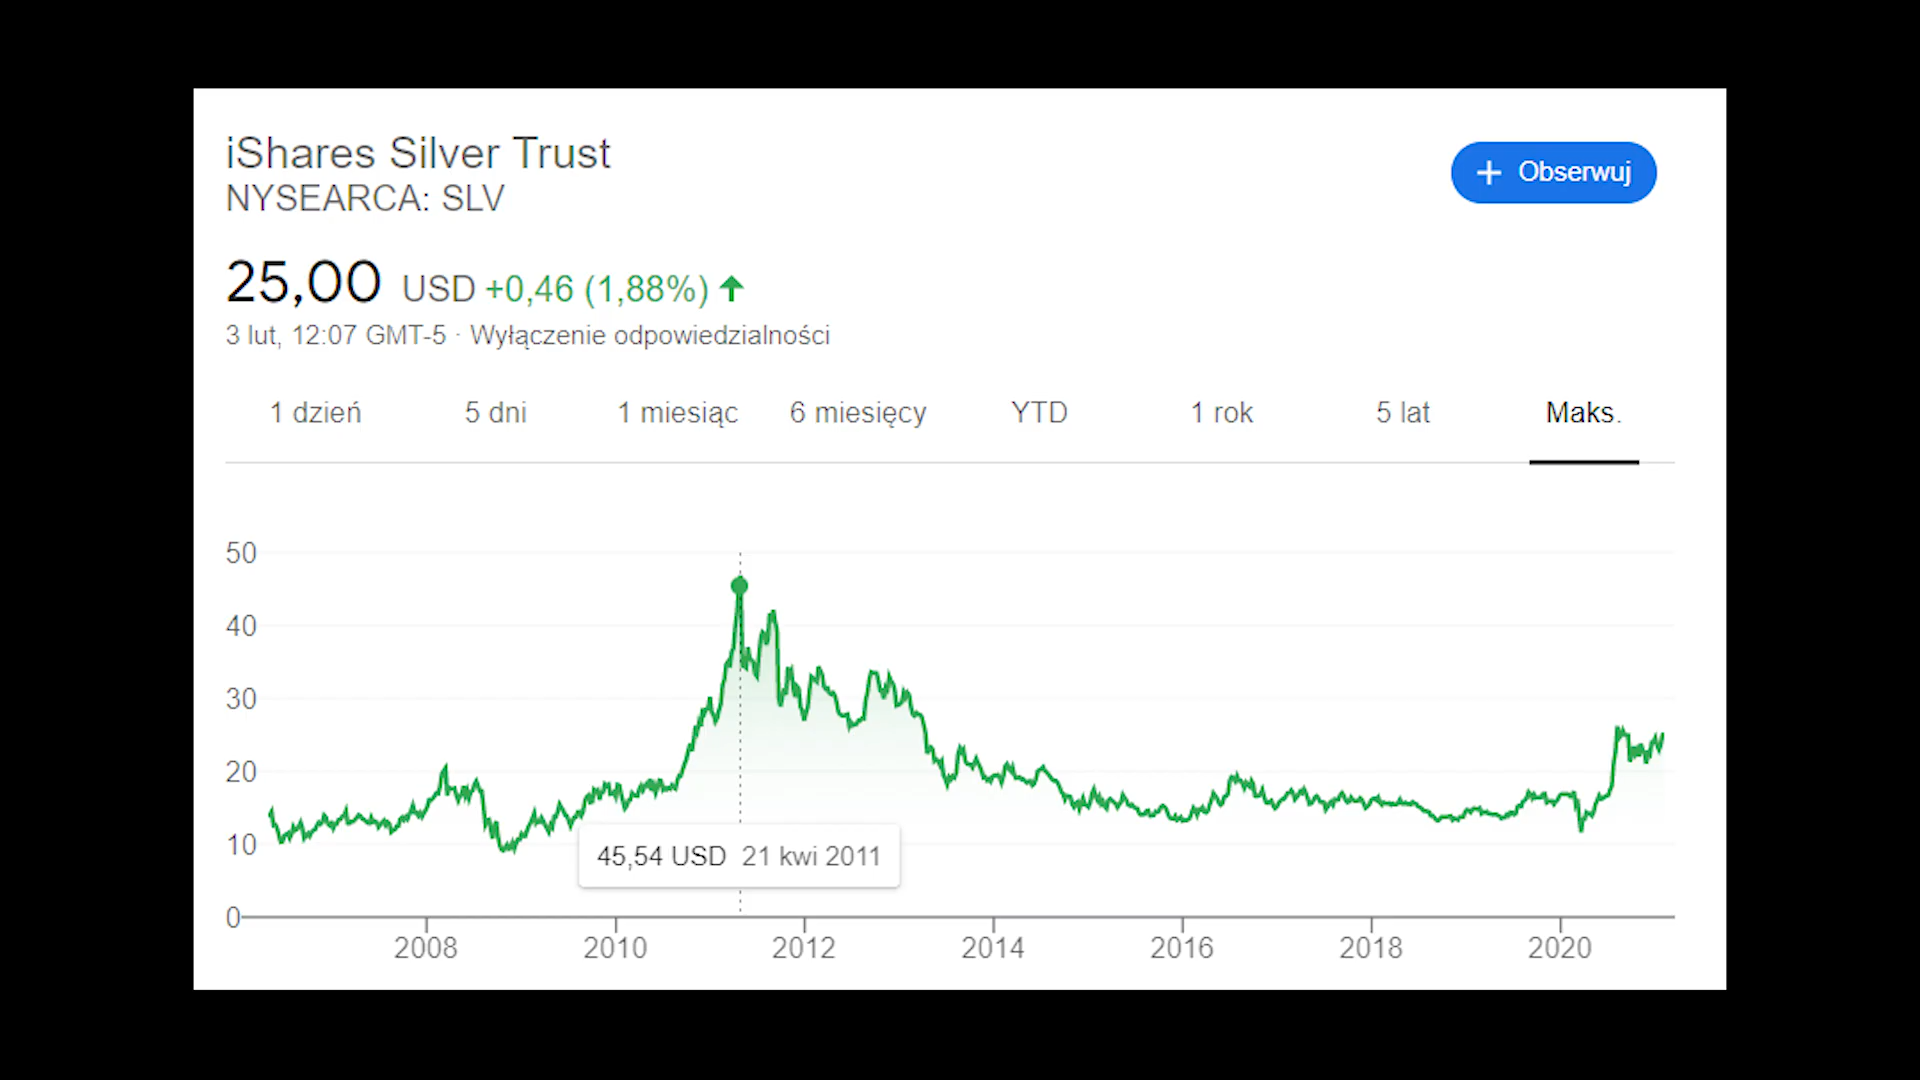 iShares Silver Trust
NYSEARCA: SLV
+ Obserwuj
25,00 USD +0,46 (1,88%)
3 lut, 12:07 GMT-5 · Wyłączenie odpowiedzialności
1 dzień 5 dni 1 miesiąc 6 miesięcy YTD 1 rok 5 lat Maks.
50
40
30
20
10
0
45,54 USD 21 kwi 2011
2008 2010 2012 2014 2016 2018 2020